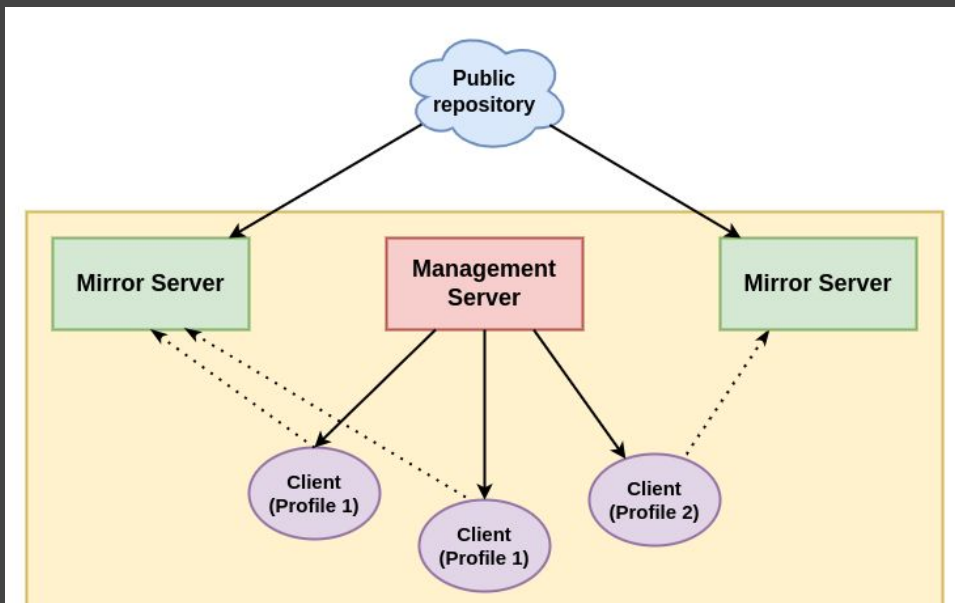 Public
repository
Mirror Server
Management
Server
Mirror Server
Client
(Profile 1)
Client
(Profile 1)
Client
(Profile 2)